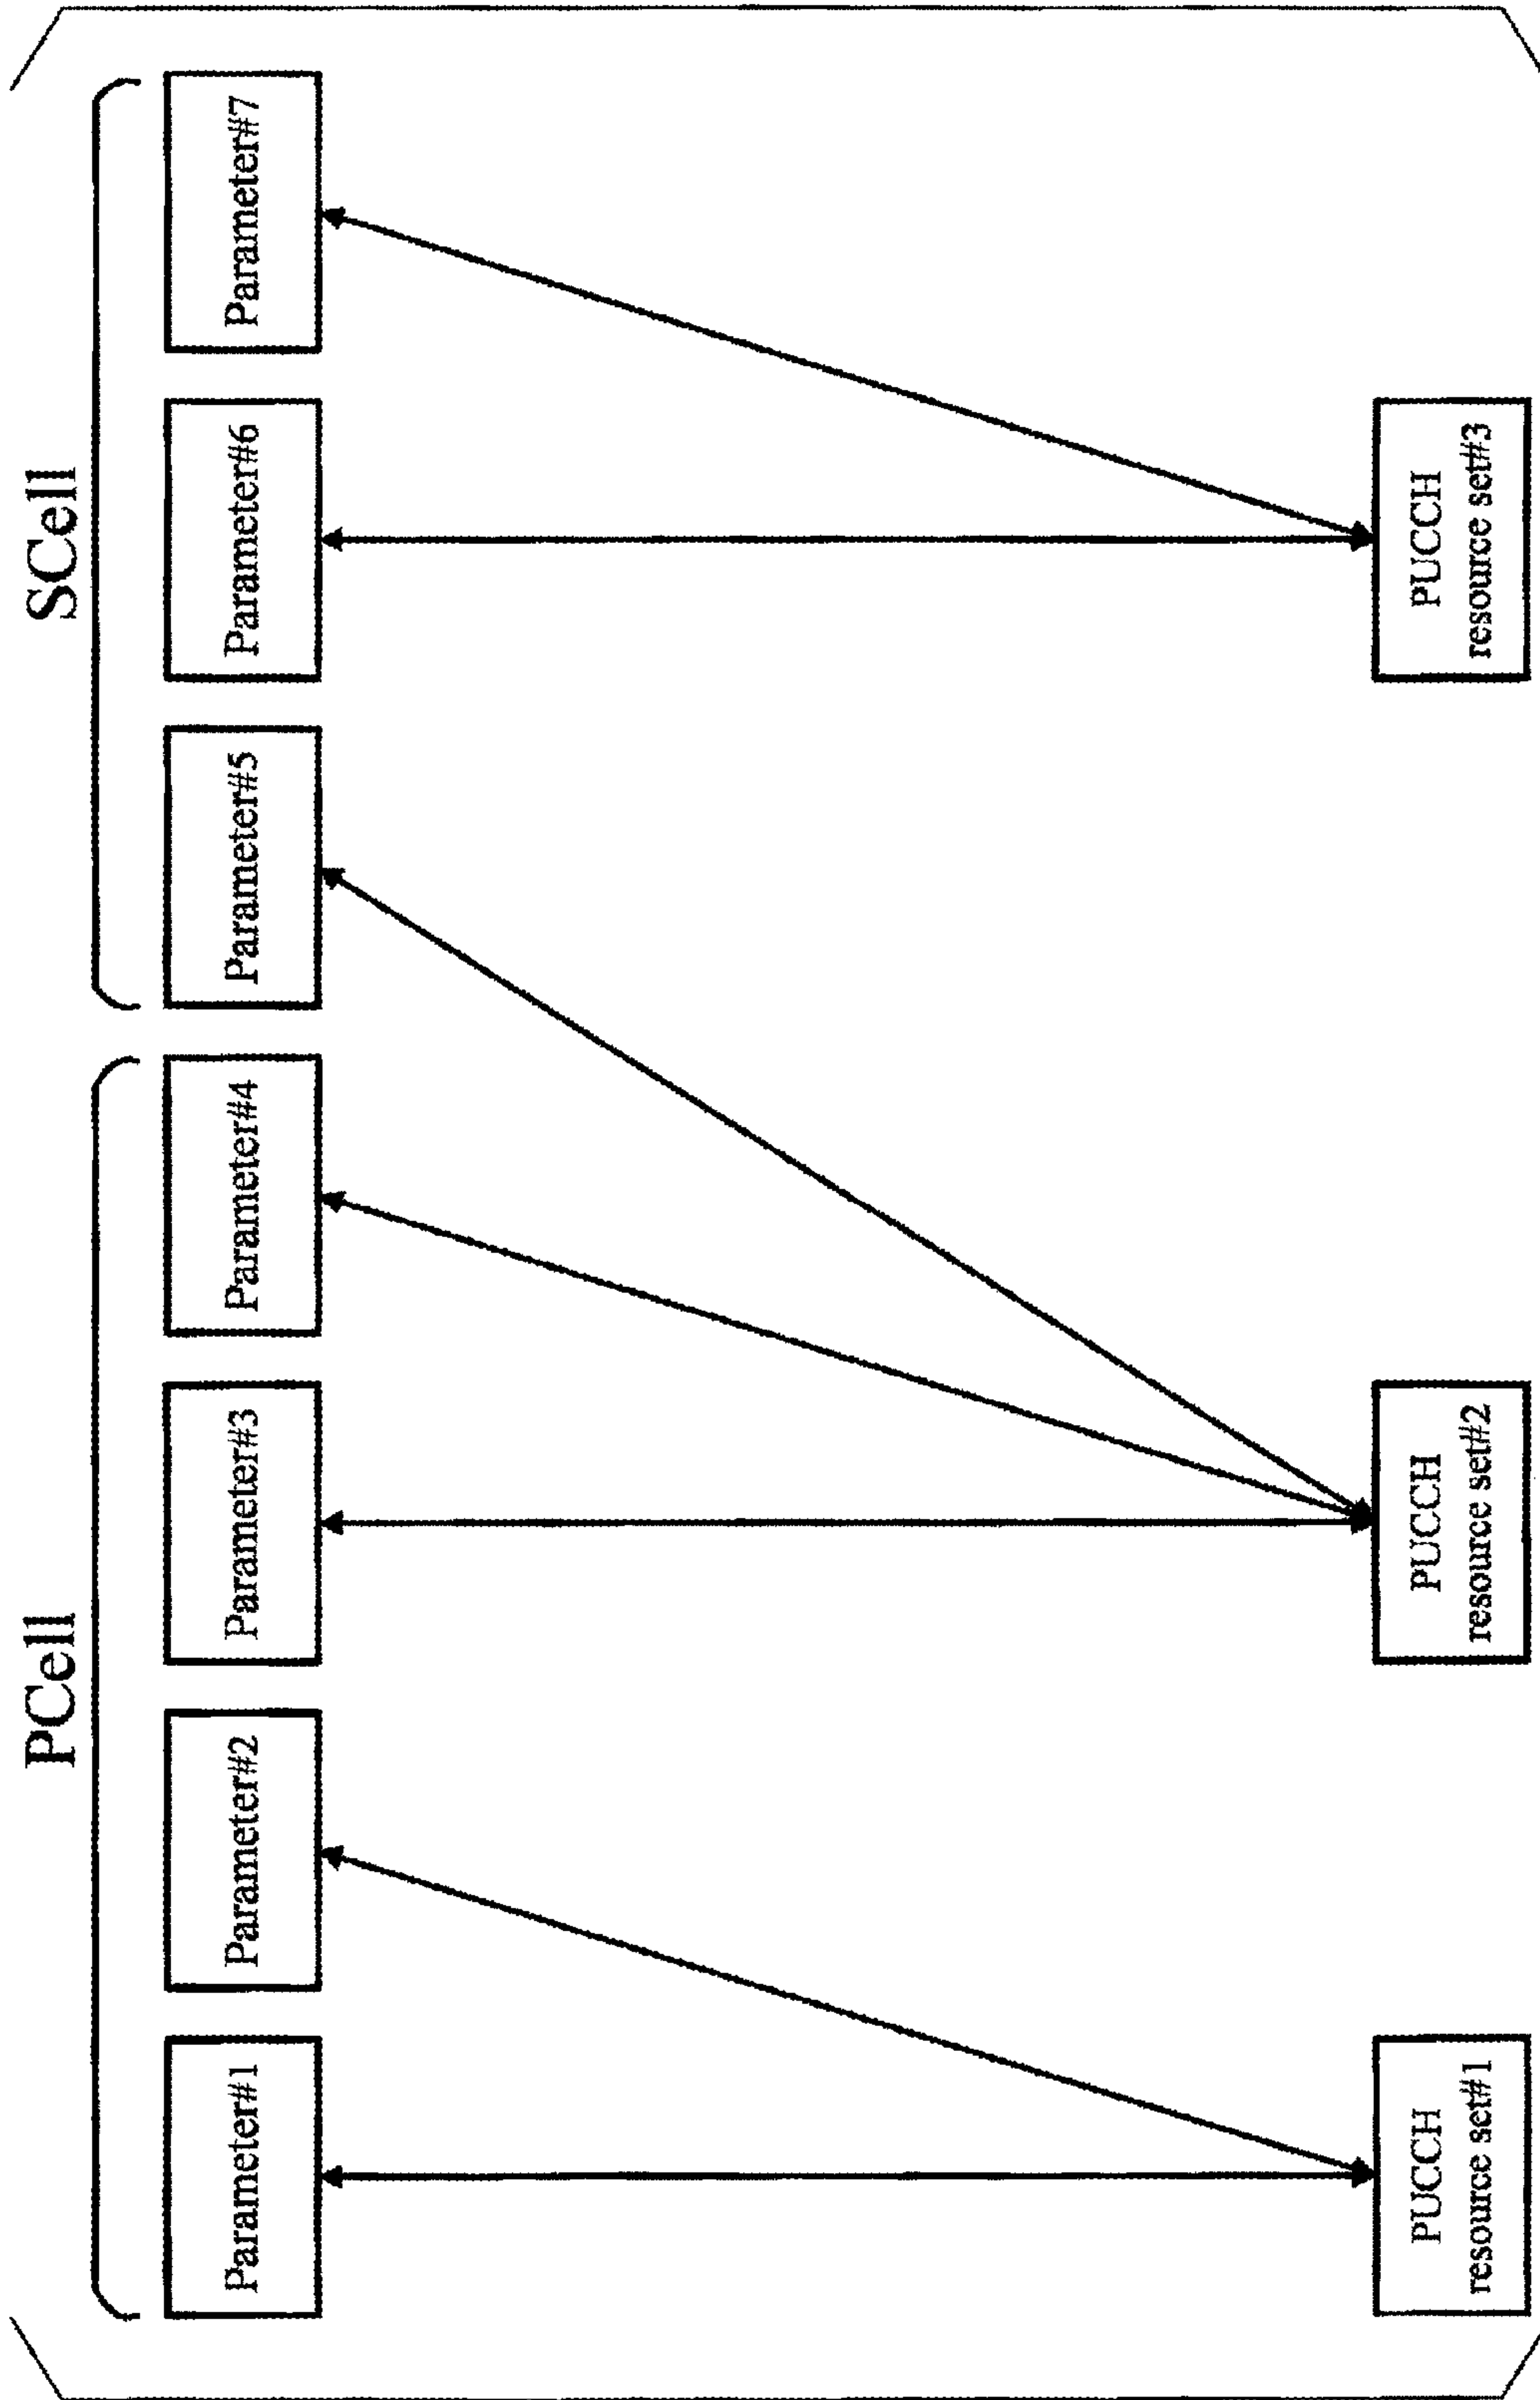 PCell
SCell
Parameter#1
Parameter#2
Parameter#3
Parameter#4
Parameter#5
Parameter#6
Parameter#7
PUCCH
resource set#1
PUCCH
resource set#2
PUCCH
resource set#3